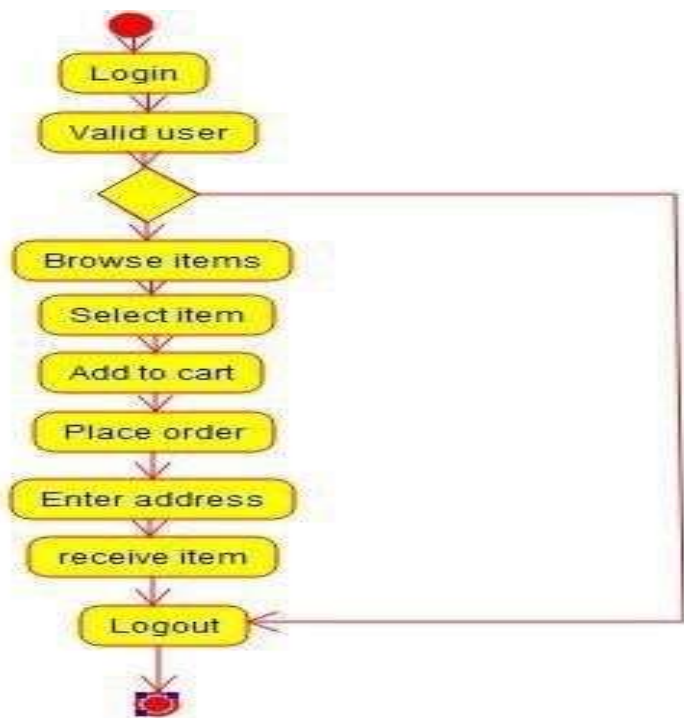 Login
Valid user
Browse items
Select item
Add to cart
Place order
Enter address
receive item
Logout